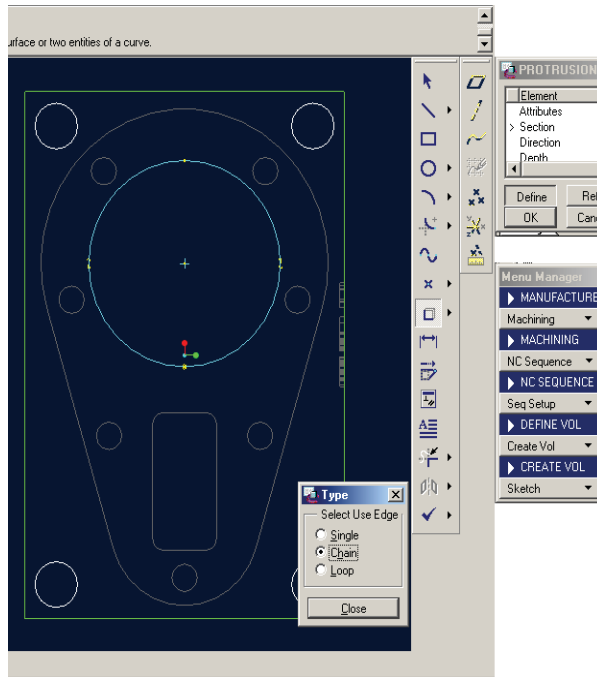 urface or two entities of a curve.
PROTRUSION
Element
Attributes
> Section
Direction
Depth
Define
Re
OK
Canc
Menu Manager
MANUFACTURE
Machining
MACHINING
NC Sequence
NC SEQUENCE
Seq Setup
DEFINE VOL
Create Vol
CREATE VOL
Sketch
Type
Select Use Edge
Single
Chain
Loop
Close